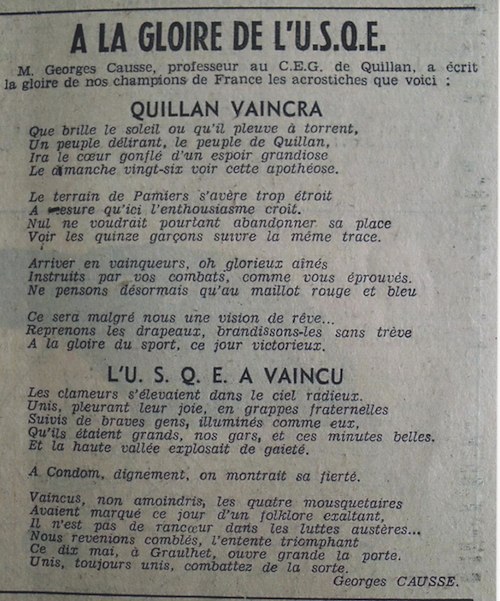 A LA GLOIRE DE L'U.S.Q.E.
M. Georges Causse, professeur au C.E.G. de Quillan, a écrit
la gloire de nos champions de France les acrostiches que voici :
QUILLAN VAINCRA
Que brille le soleil ou qu'il pleuve à torrent,
Un peuple délirant, le peuple de Quillan,
Ira le cœur gonflé d'un espoir grandiose
Le dimanche vingt-six voir cette apothéose.
Le terrain de Pamiers s'avère trop étroit
A mesure qu'ici l'enthousiasme croit.
Nul ne voudrait pourtant abandonner sa place
Voir les quinze garçons suivre la même trace.
Arriver en vainqueurs, oh glorieux aînés
Instruits par vos combats, comme vous éprouvés.
Ne pensons désormais qu'au maillot rouge et bleu
Ce sera malgré nous une vision de rêve...
Reprenons les drapeaux, brandissons-les sans trève
A la gloire du sport, ce jour victorieux.
L'U. S. Q. E. A VAINCU
Les clameurs s'élevaient dans le ciel radieux.
Unis, pleurant leur joie, en grappes fraternelles
Suivis de braves gens, illuminés comme eux,
Qu'ils étaient grands, nos gars, et ces minutes belles.
Et la haute vallée explosait de gaieté.
A Condom, dignement, on montrait sa fierté.
Vaincus, non amoindris, les quatre mousquetaires
Avaient marqué ce jour d'un folklore exaltant,
Il n'est pas de rancœur dans les luttes austères...
Nous revenions comblés, l'entente triomphant
Ce dix mai, à Graulhet, ouvre grande la porte.
Unis, toujours unis, combattez de la sorte.
Georges CAUSSE.